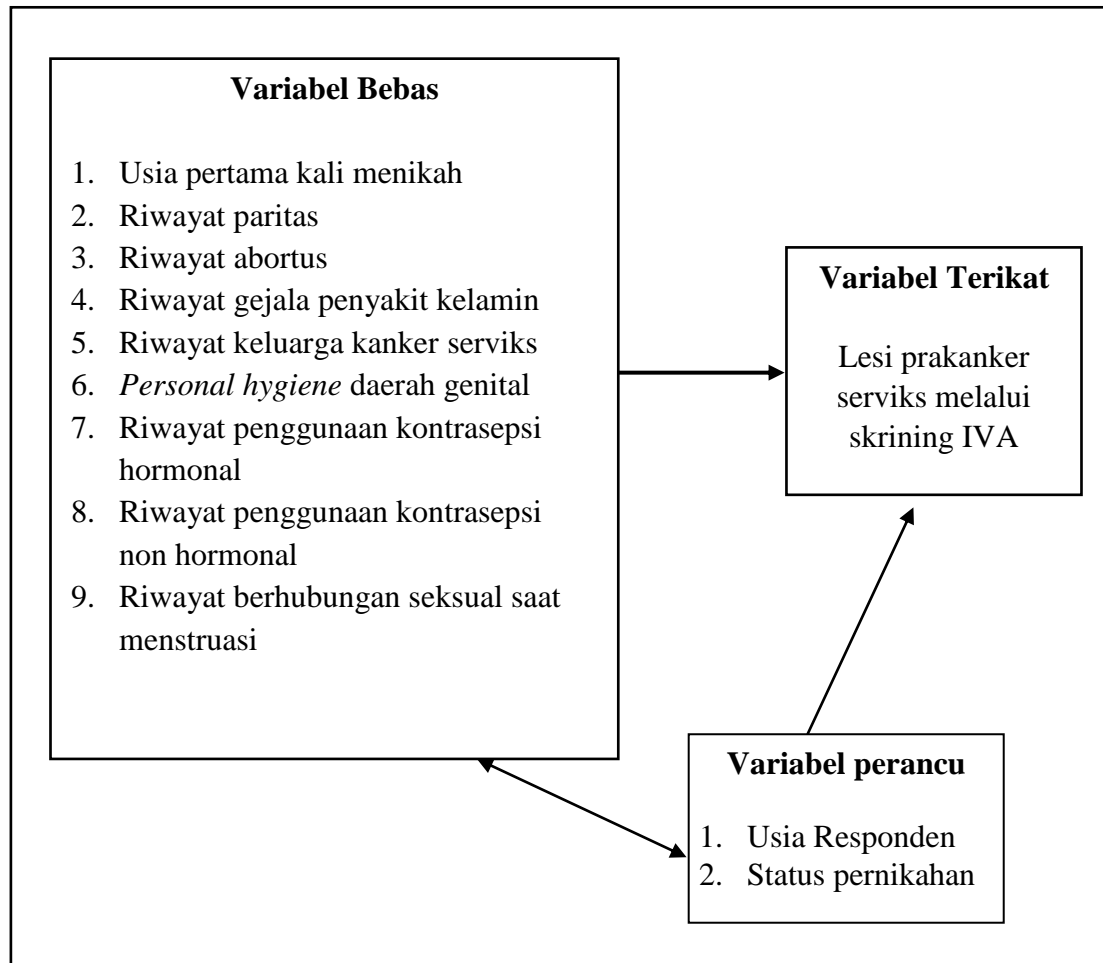 Variabel Bebas
1. Usia pertama kali menikah
2. Riwayat paritas
3. Riwayat abortus
4. Riwayat gejala penyakit kelamin
5. Riwayat keluarga kanker serviks
6. Personal hygiene daerah genital
7. Riwayat penggunaan kontrasepsi
hormonal
8. Riwayat penggunaan kontrasepsi
non hormonal
9. Riwayat berhubungan seksual saat
menstruasi
Variabel Terikat
Lesi prakanker
serviks melalui
skrining IVA
Variabel perancu
1. Usia Responden
2. Status pernikahan